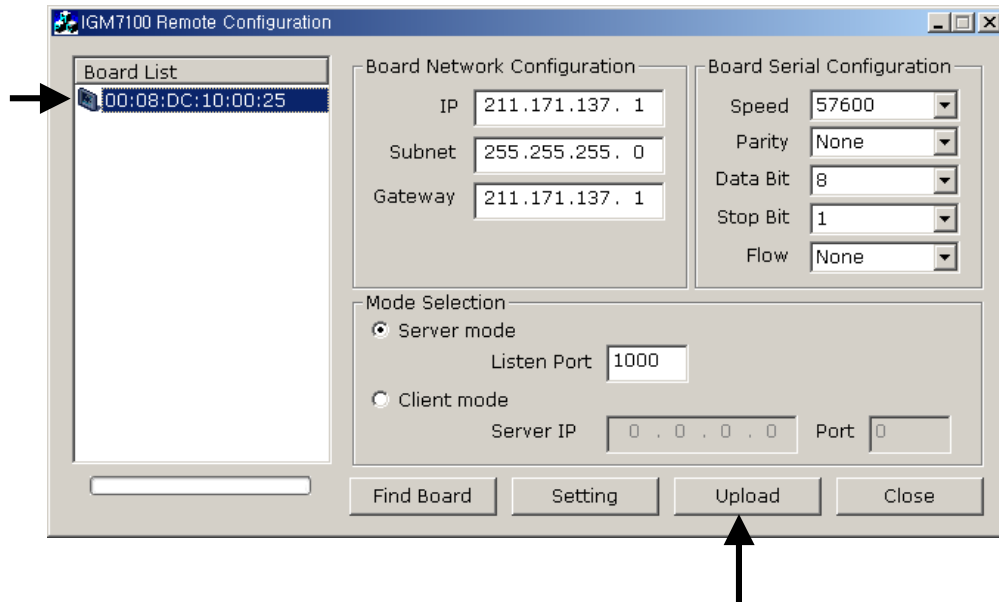 IGM7100 Remote Configuration
Board List
00:08:DC:10:00:25
Board Network Configuration
IP 211.171.137. 1
Subnet 255.255.255. 0
Gateway 211.171.137. 1
Board Serial Configuration
Speed 57600
Parity None
Data Bit 8
Stop Bit 1
Flow None
Mode Selection
Server mode
Listen Port 1000
Client mode
Server IP 0 . 0 . 0 . 0 Port 0
Find Board Setting Upload Close